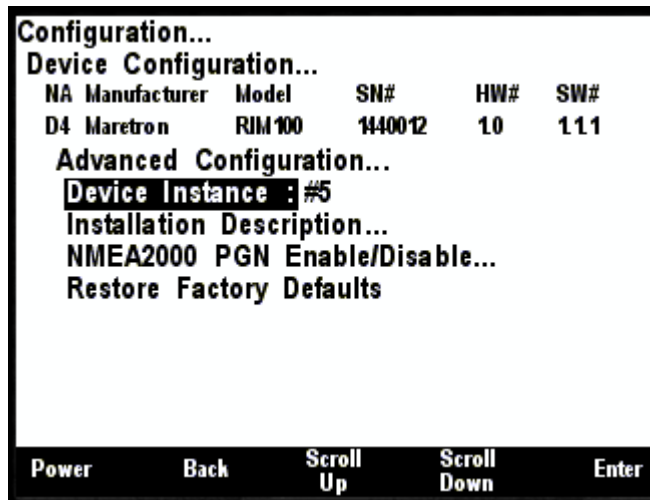 Configuration...
Device Configuration...
NA Manufacturer Model SN# HW# SW#
D4 Maretron RIM100 1440012 1.0 1.1.1
Advanced Configuration...
Device Instance : #5
Installation Description...
NMEA2000 PGN Enable/Disable...
Restore Factory Defaults
Power Back Scroll Up Scroll Down Enter